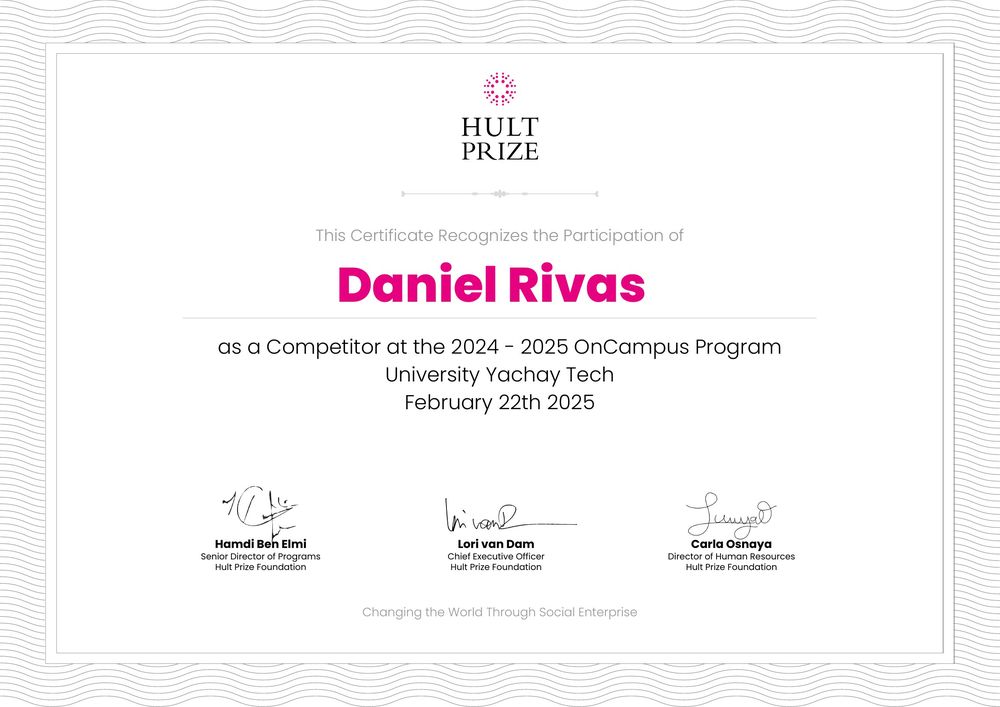 HULT
PRIZE
This Certificate Recognizes the Participation of
Daniel Rivas
as a Competitor at the 2024 - 2025 OnCampus Program
University Yachay Tech
February 22th 2025
Hamdi Ben Elmi
Senior Director of Programs
Hult Prize Foundation
Lori van Dam
Chief Executive Officer
Hult Prize Foundation
Carla Osnaya
Director of Human Resources
Hult Prize Foundation
Changing the World Through Social Enterprise